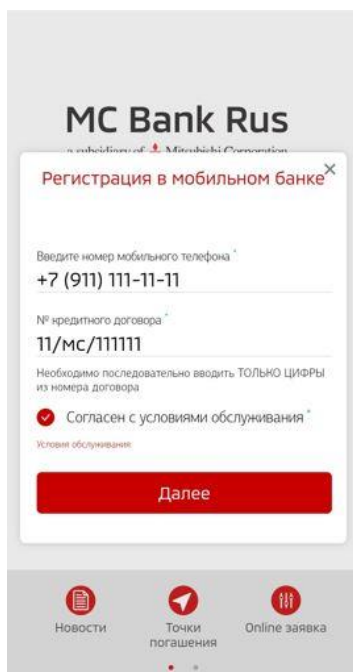 MC Bank Rus
a subsidiary of Mitsubishi Corporation
Регистрация в мобильном банке
Введите номер мобильного телефона *
+7 (911) 111-11-11
№ кредитного договора *
11/мс/111111
Необходимо последовательно вводить ТОЛЬКО ЦИФРЫ
из номера договора
Согласен с условиями обслуживания *
Условия обслуживания
Далее
Новости
Точки
погашения
Online заявка